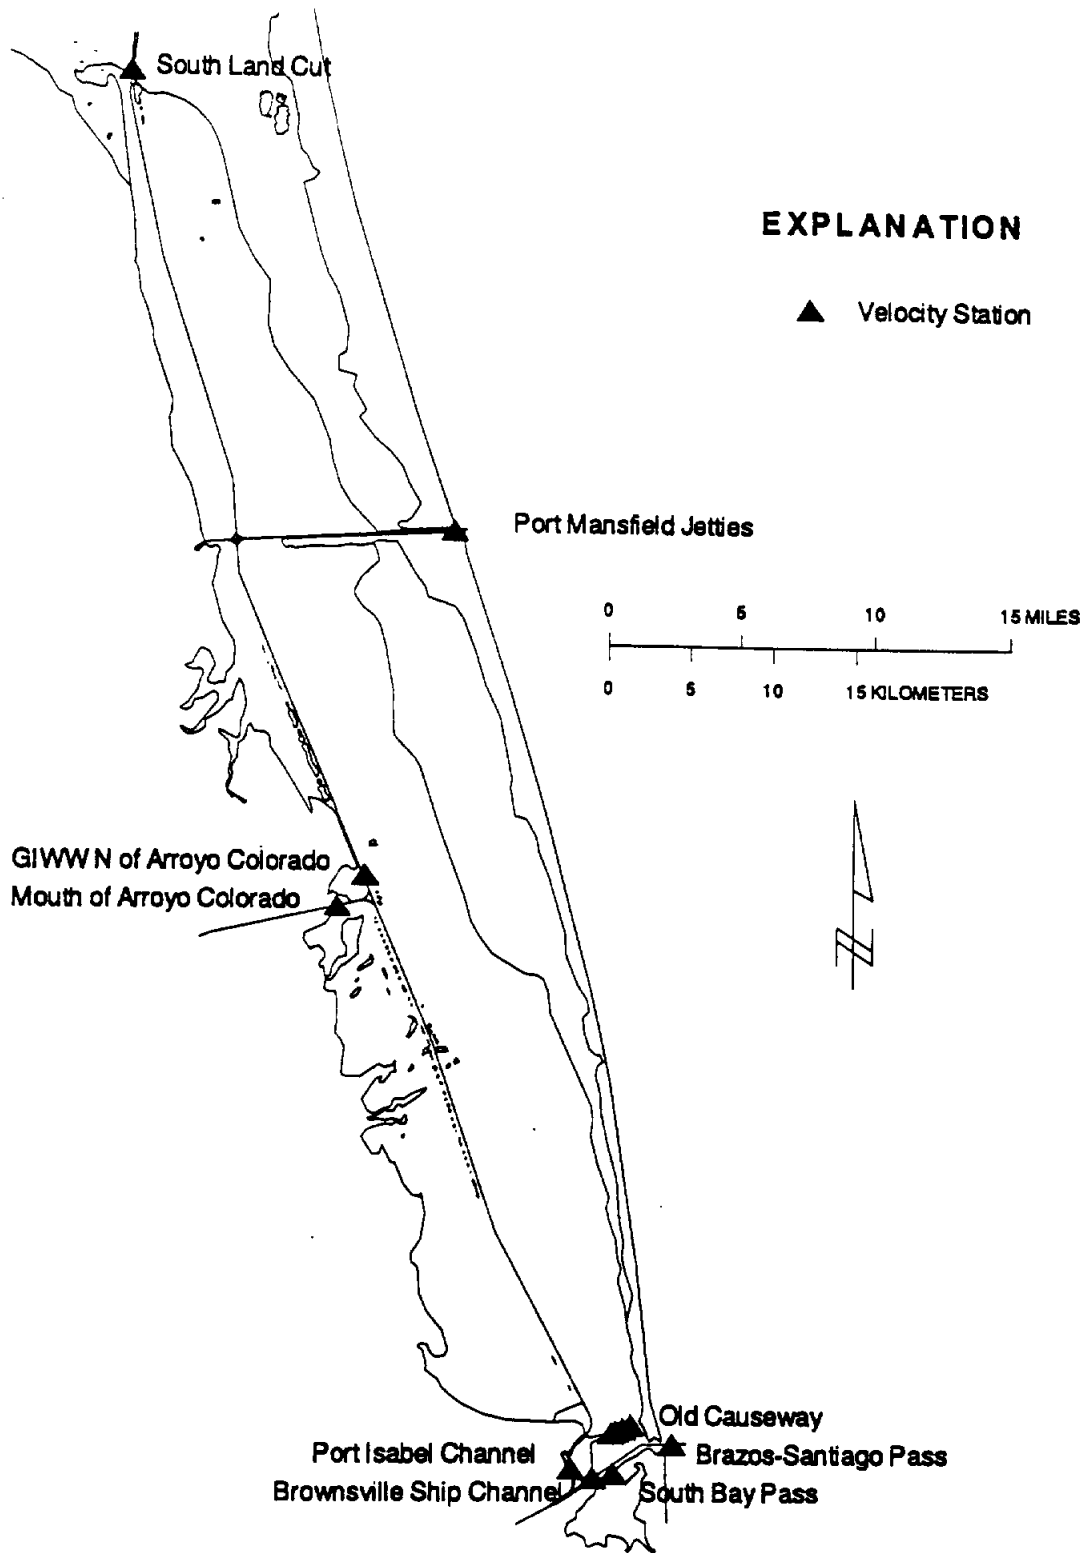 South Land Cut
EXPLANATION
Velocity Station
Port Mansfield Jetties
0 5 10 15 MILES
0 5 10 15 KILOMETERS
GIWW N of Arroyo Colorado
Mouth of Arroyo Colorado
N
Old Causeway
Port Isabel Channel
Brazos-Santiago Pass
Brownsville Ship Channel
South Bay Pass